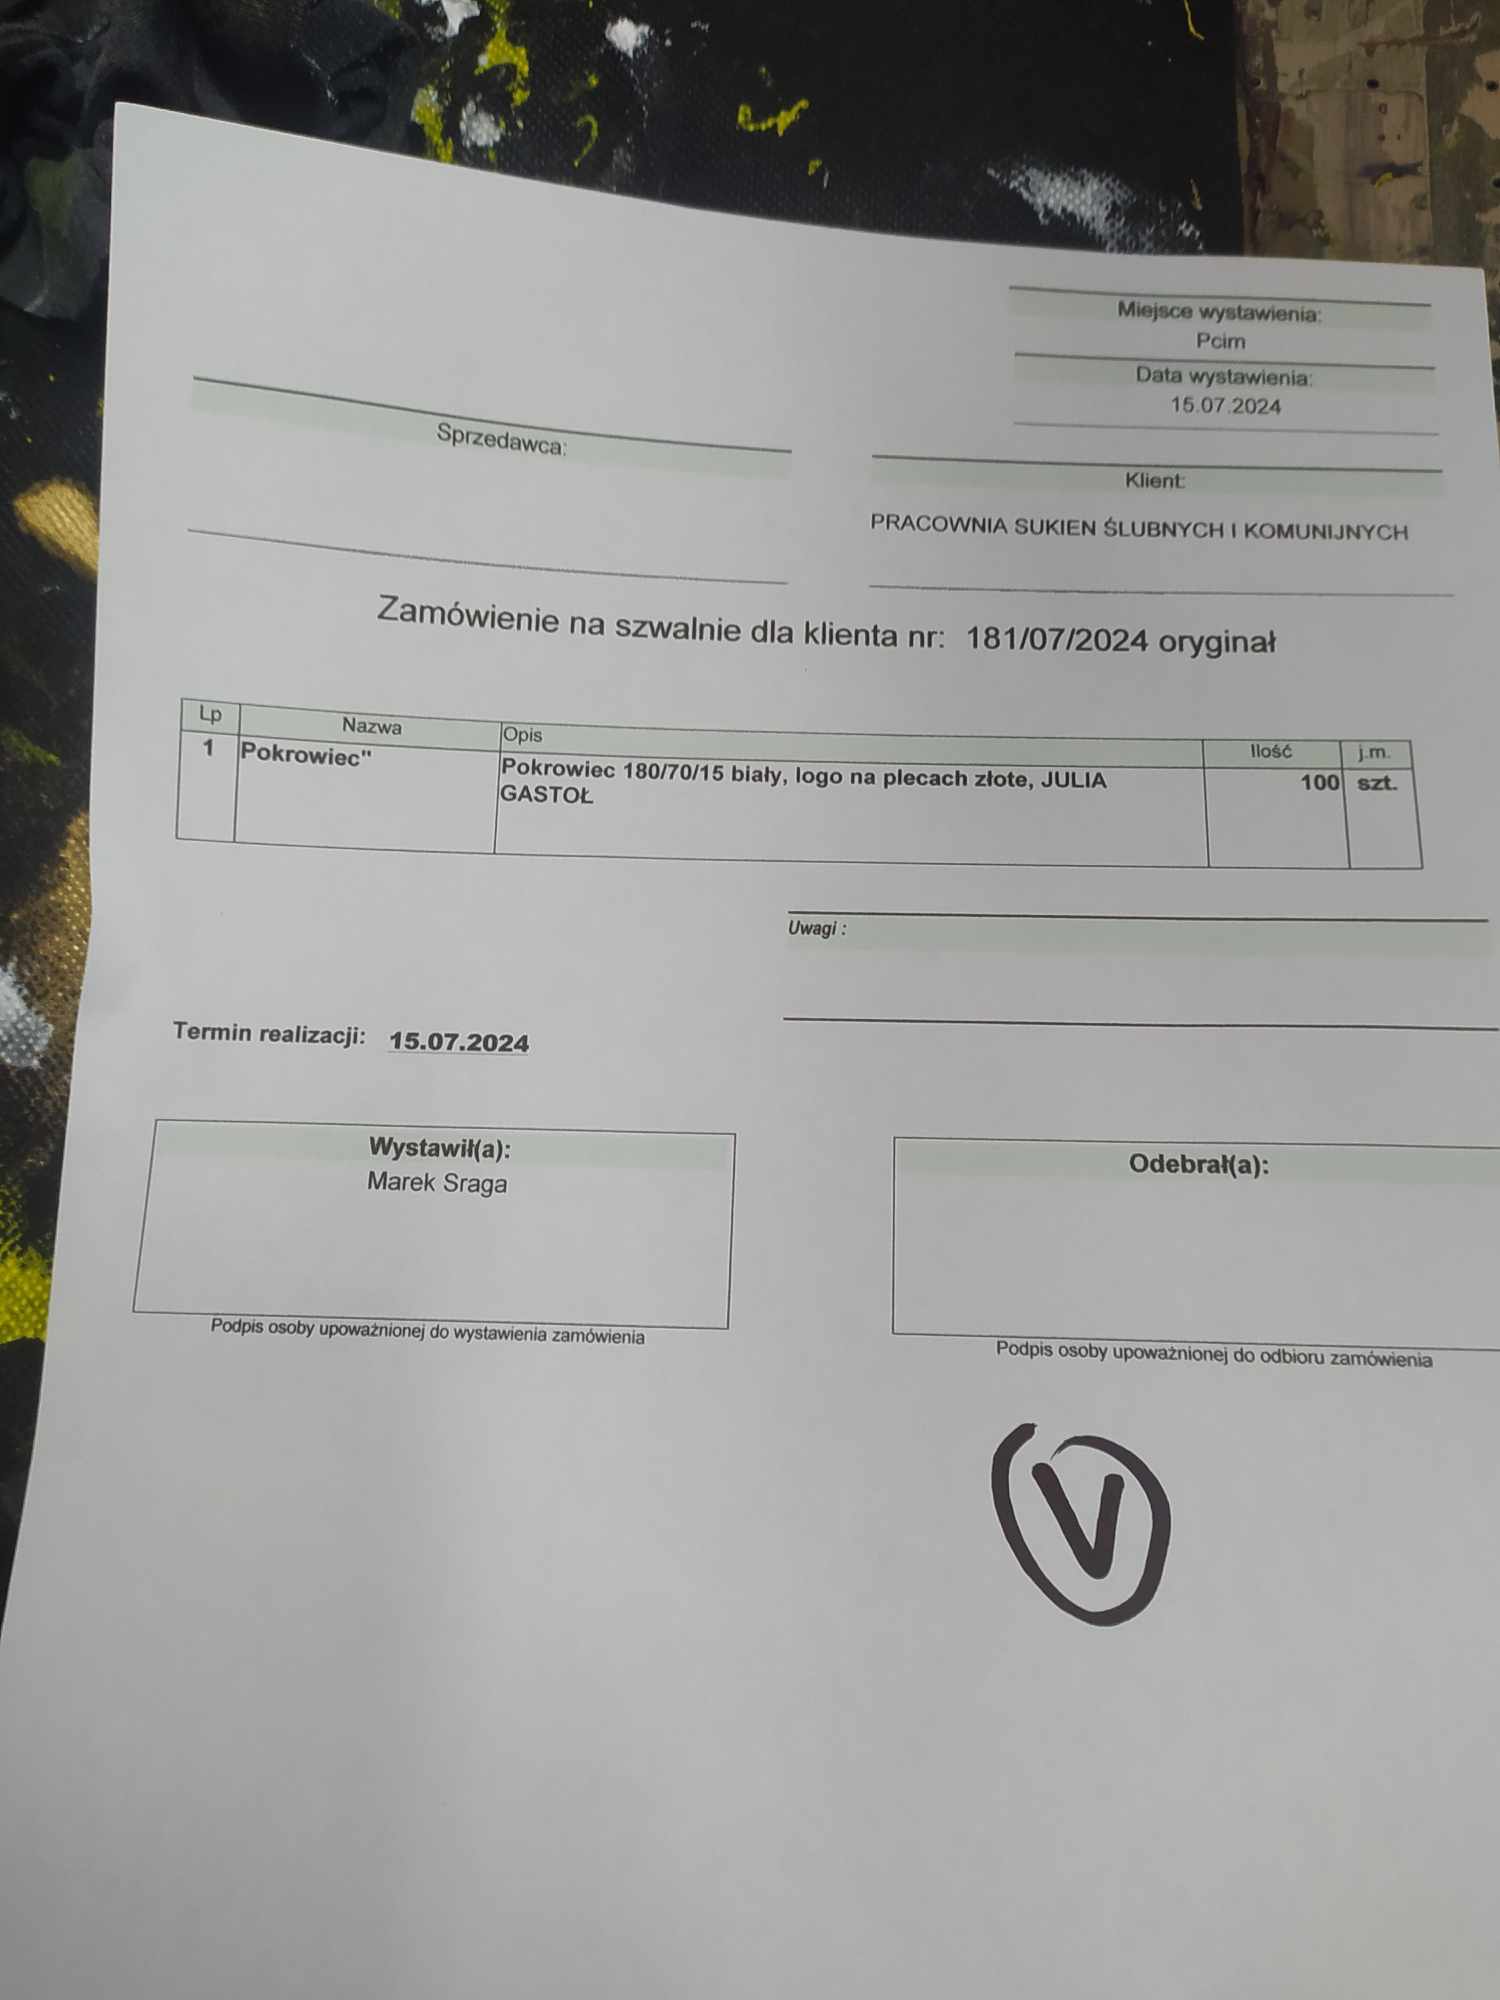 Miejsce wystawienia:
Pcim
Data wystawienia:
15.07.2024
Sprzedawca:
Klient:
PRACOWNIA SUKIEN ŚLUBNYCH I KOMUNIJNYCH
Zamówienie na szwalnie dla klienta nr: 181/07/2024 oryginał
Lp Nazwa Opis Ilość j.m.
1 Pokrowiec" Pokrowiec 180/70/15 biały, logo na plecach złote, JULIA 100 szt.
GASTOŁ
Uwagi :
Termin realizacji: 15.07.2024
Wystawił(a):
Marek Sraga
Podpis osoby upoważnionej do wystawienia zamówienia
Odebrał(a):
Podpis osoby upoważnionej do odbioru zamówienia
V